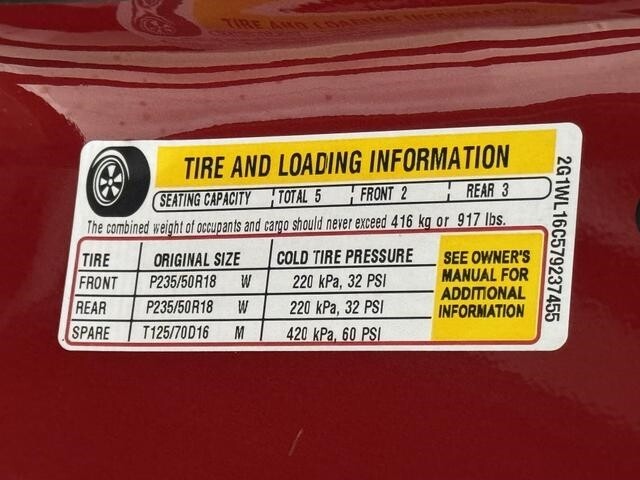 TIRE AND LOADING INFORMATION
SEATING CAPACITY TOTAL 5 FRONT 2 REAR 3
The combined weight of occupants and cargo should never exceed 416 kg or 917 lbs.
TIRE ORIGINAL SIZE COLD TIRE PRESSURE
FRONT P235/50R18 W 220 kPa, 32 PSI
REAR P235/50R18 W 220 kPa, 32 PSI
SPARE T125/70D16 M 420 kPa, 60 PSI
SEE OWNER'S
MANUAL FOR
ADDITIONAL
INFORMATION
2G1WL16C579237455